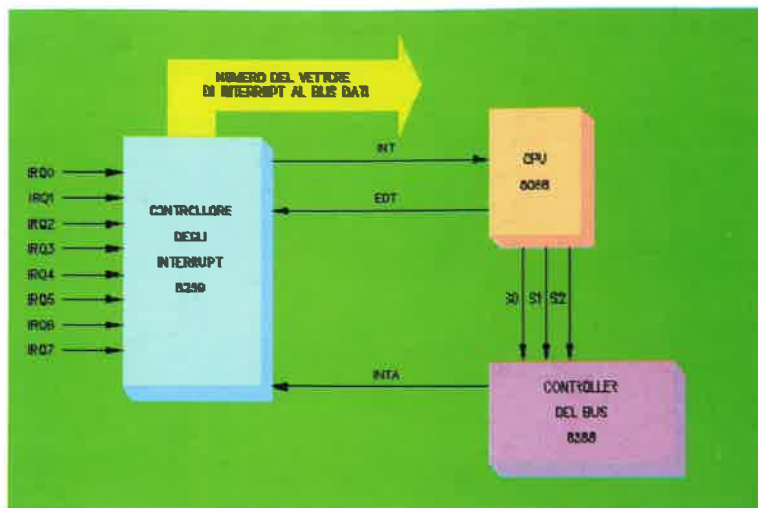 NUMERO DEL VETTORE
DI INTERRUPT AL BUS DATI
INT
CPU
8088
EDT
IRQ0
IRQ1
IRQ2
IRQ3
IRQ4
IRQ5
IRQ6
IRQ7
CONTROLLORE
DEGLI
INTERRUPT
8259
S0 S1 S2
INTA
CONTROLLER
DEL BUS
8288